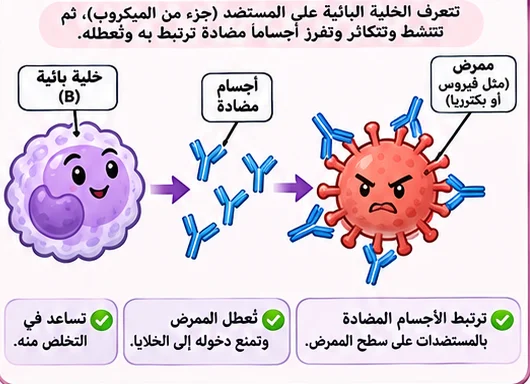 تتعرف الخلية البائية على المستضد (جزء من الميكروب)، ثم
تتنشط وتتكاثر وتفرز أجساماً مضادة ترتبط به وتُعطله.
خلية بائية
(B)
أجسام
مضادة
ممرض
(مثل فيروس
أو بكتريا)
ترتبط الأجسام المضادة
بالمستضدات على سطح الممرض.
تُعطل الممرض
وتمنع دخوله إلى الخلايا.
تساعد في
التخلص منه.